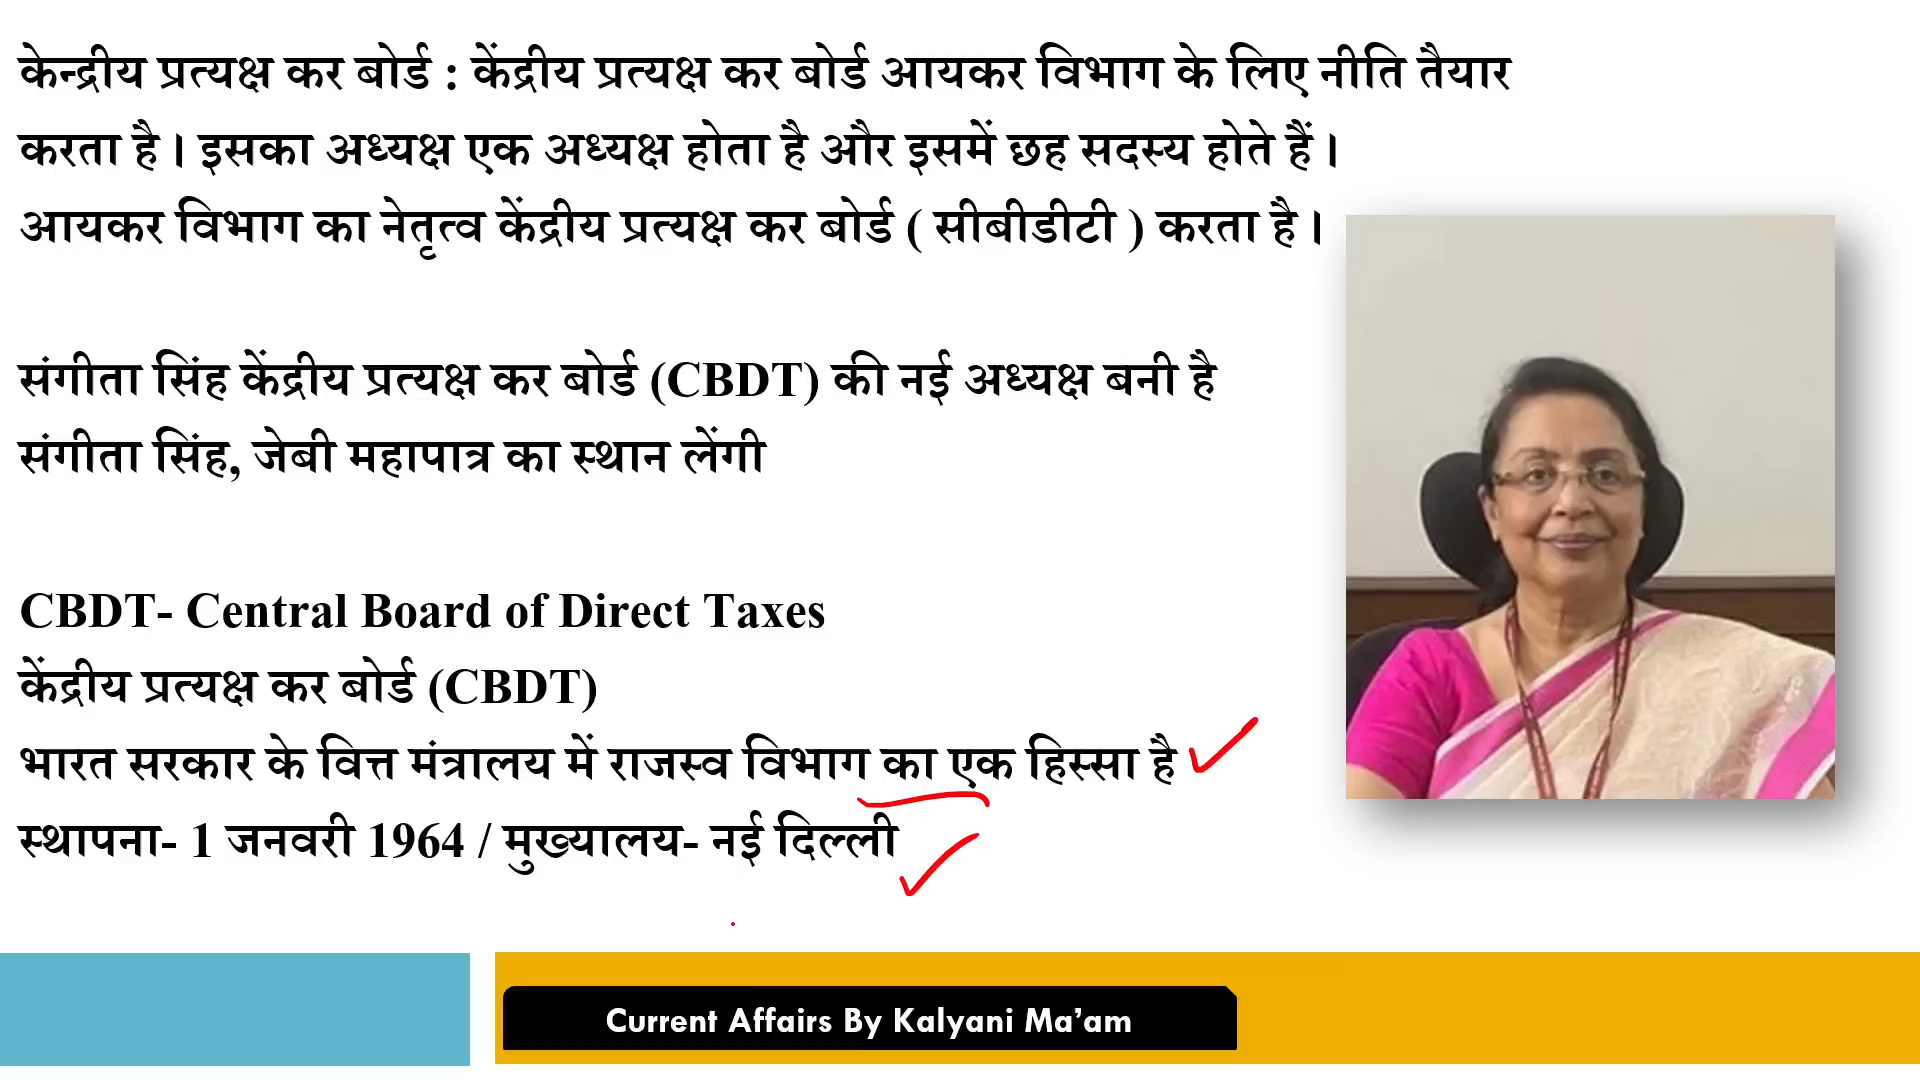 केन्द्रीय प्रत्यक्ष कर बोर्ड : केंद्रीय प्रत्यक्ष कर बोर्ड आयकर विभाग के लिए नीति तैयार
करता है। इसका अध्यक्ष एक अध्यक्ष होता है और इसमें छह सदस्य होते हैं।
आयकर विभाग का नेतृत्व केंद्रीय प्रत्यक्ष कर बोर्ड ( सीबीडीटी ) करता है।
संगीता सिंह केंद्रीय प्रत्यक्ष कर बोर्ड (CBDT) की नई अध्यक्ष बनी है
संगीता सिंह, जेबी महापात्र का स्थान लेंगी
CBDT- Central Board of Direct Taxes
केंद्रीय प्रत्यक्ष कर बोर्ड (CBDT)
भारत सरकार के वित्त मंत्रालय में राजस्व विभाग का एक हिस्सा है
स्थापना- 1 जनवरी 1964 / मुख्यालय- नई दिल्ली
Current Affairs By Kalyani Ma’am